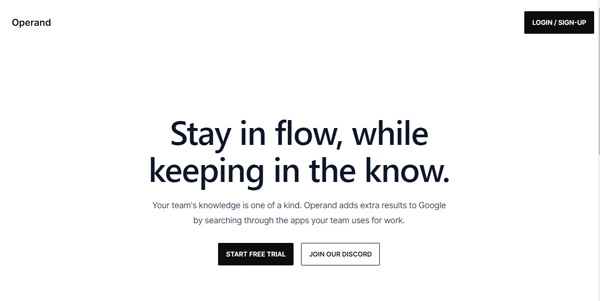 Operand
LOGIN / SIGN-UP
Stay in flow, while
keeping in the know.
Your team's knowledge is one of a kind. Operand adds extra results to Google
by searching through the apps your team uses for work.
START FREE TRIAL
JOIN OUR DISCORD